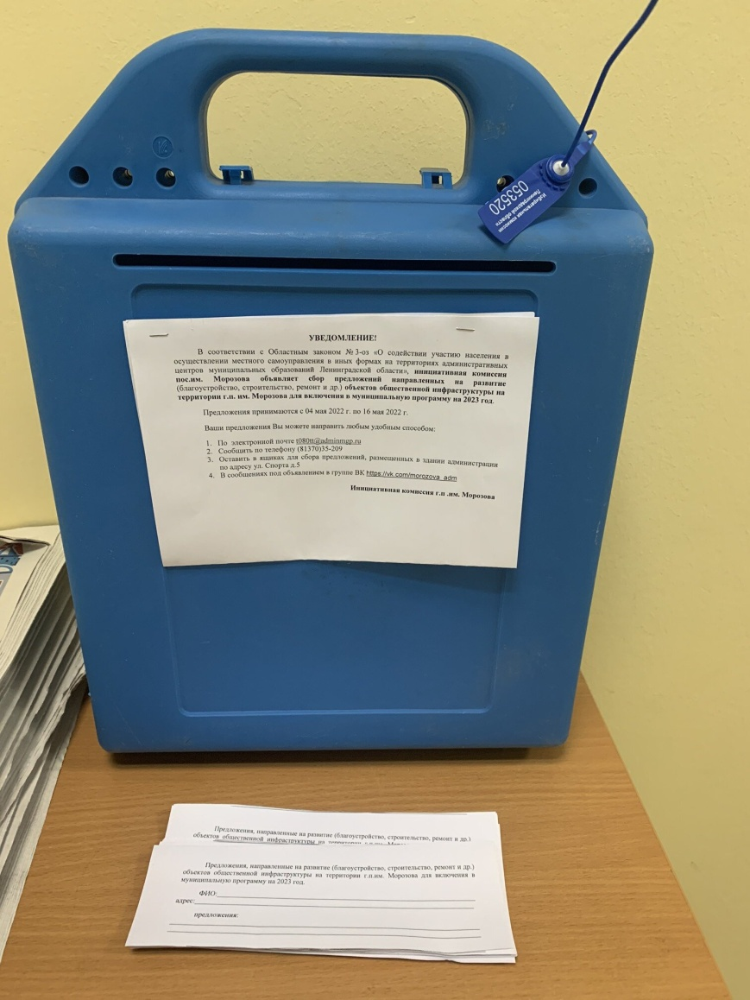 053520
Избирательная комиссия
Ленинградской области
УВЕДОМЛЕНИЕ!
В соответствии с Областным законом №3-оз «О содействии участию населения в
осуществлении местного самоуправления в иных формах на территориях административных
центров муниципальных образований Ленинградской области», инициативная комиссия
пос.им. Морозова объявляет сбор предложений направленных на развитие
(благоустройство, строительство, ремонт и др.) объектов общественной инфраструктуры на
территории г.п. им. Морозова для включения в муниципальную программу на 2023 год.
Предложения принимаются с 04 мая 2022 г. по 16 мая 2022 г.
Ваши предложения Вы можете направить любым удобным способом:
1. По электронной почте t080tt@adminmgp.ru
2. Сообщить по телефону (81370)35-209
3. Оставить в ящиках для сбора предложений, размещенных в здании администрации
по адресу ул. Спорта д.5
4. В сообщениях под объявлением в группе ВК https://vk.com/morozova_adm
Инициативная комиссия г.п .им. Морозова
Предложения, направленные на развитие (благоустройство, строительство, ремонт и др.)
объектов общественной инфраструктуры на
Предложения, направленные на развитие (благоустройство, строительство, ремонт и др.)
объектов общественной инфраструктуры на территории г.п.им. Морозова для включения в
муниципальную программу на 2023 год.
ФИО:
адрес:
предложения: